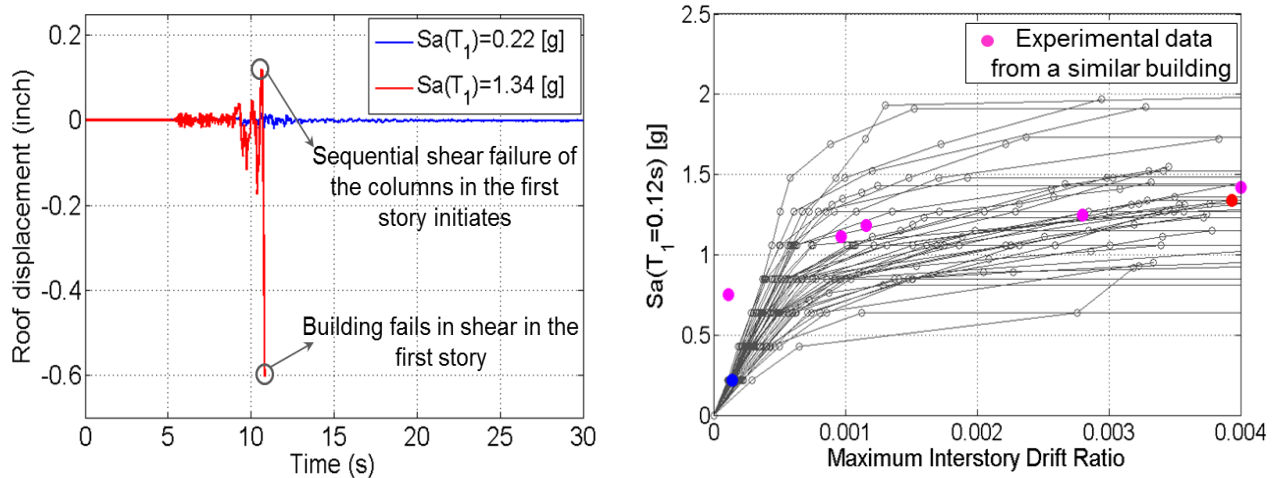 Roof displacement (inch)
0.2
0
-0.2
-0.4
-0.6
Sa(T1)=0.22 [g]
Sa(T1)=1.34 [g]
Sequential shear failure of
the columns in the first
story initiates
Building fails in shear in the
first story
0 5 10 15 20 25 30
Time (s)
Sa(T1=0.12s) [g]
2.5
2
1.5
1
0.5
0
Experimental data
from a similar building
0 0.001 0.002 0.003 0.004
Maximum Interstory Drift Ratio